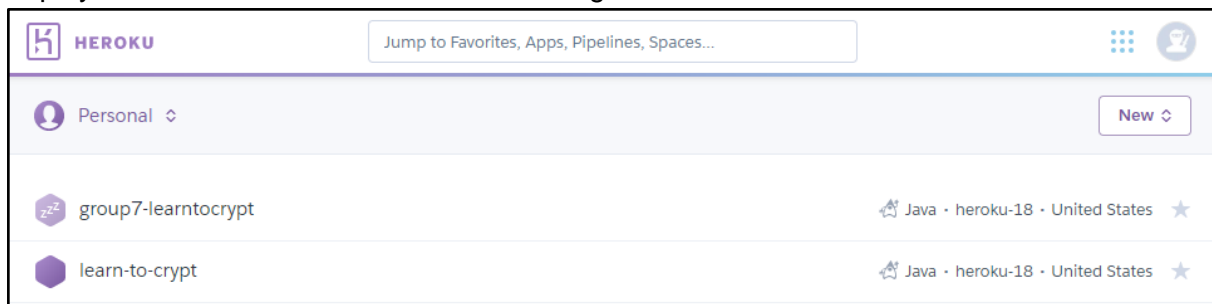 HEROKU
Jump to Favorites, Apps, Pipelines, Spaces...
Personal
New
zzz
group7-learntocrypt
Java · heroku-18 · United States
learn-to-crypt
Java · heroku-18 · United States